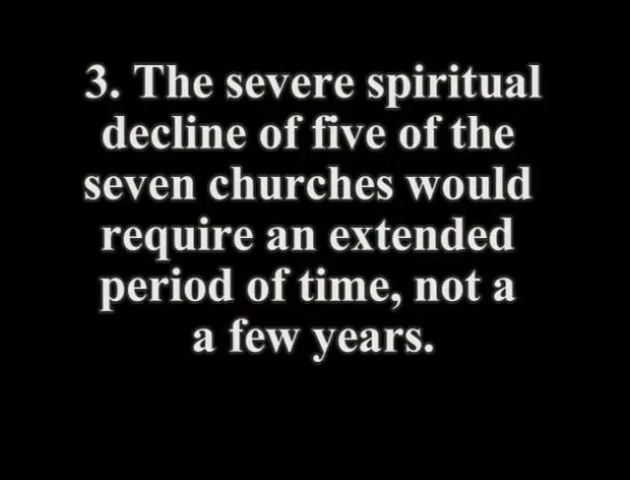 3. The severe spiritual
decline of five of the
seven churches would
require an extended
period of time, not a
a few years.